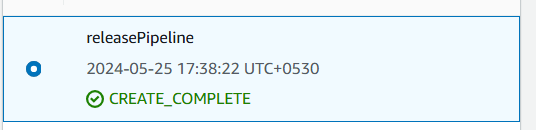 releasePipeline
2024-05-25 17:38:22 UTC+0530
CREATE_COMPLETE